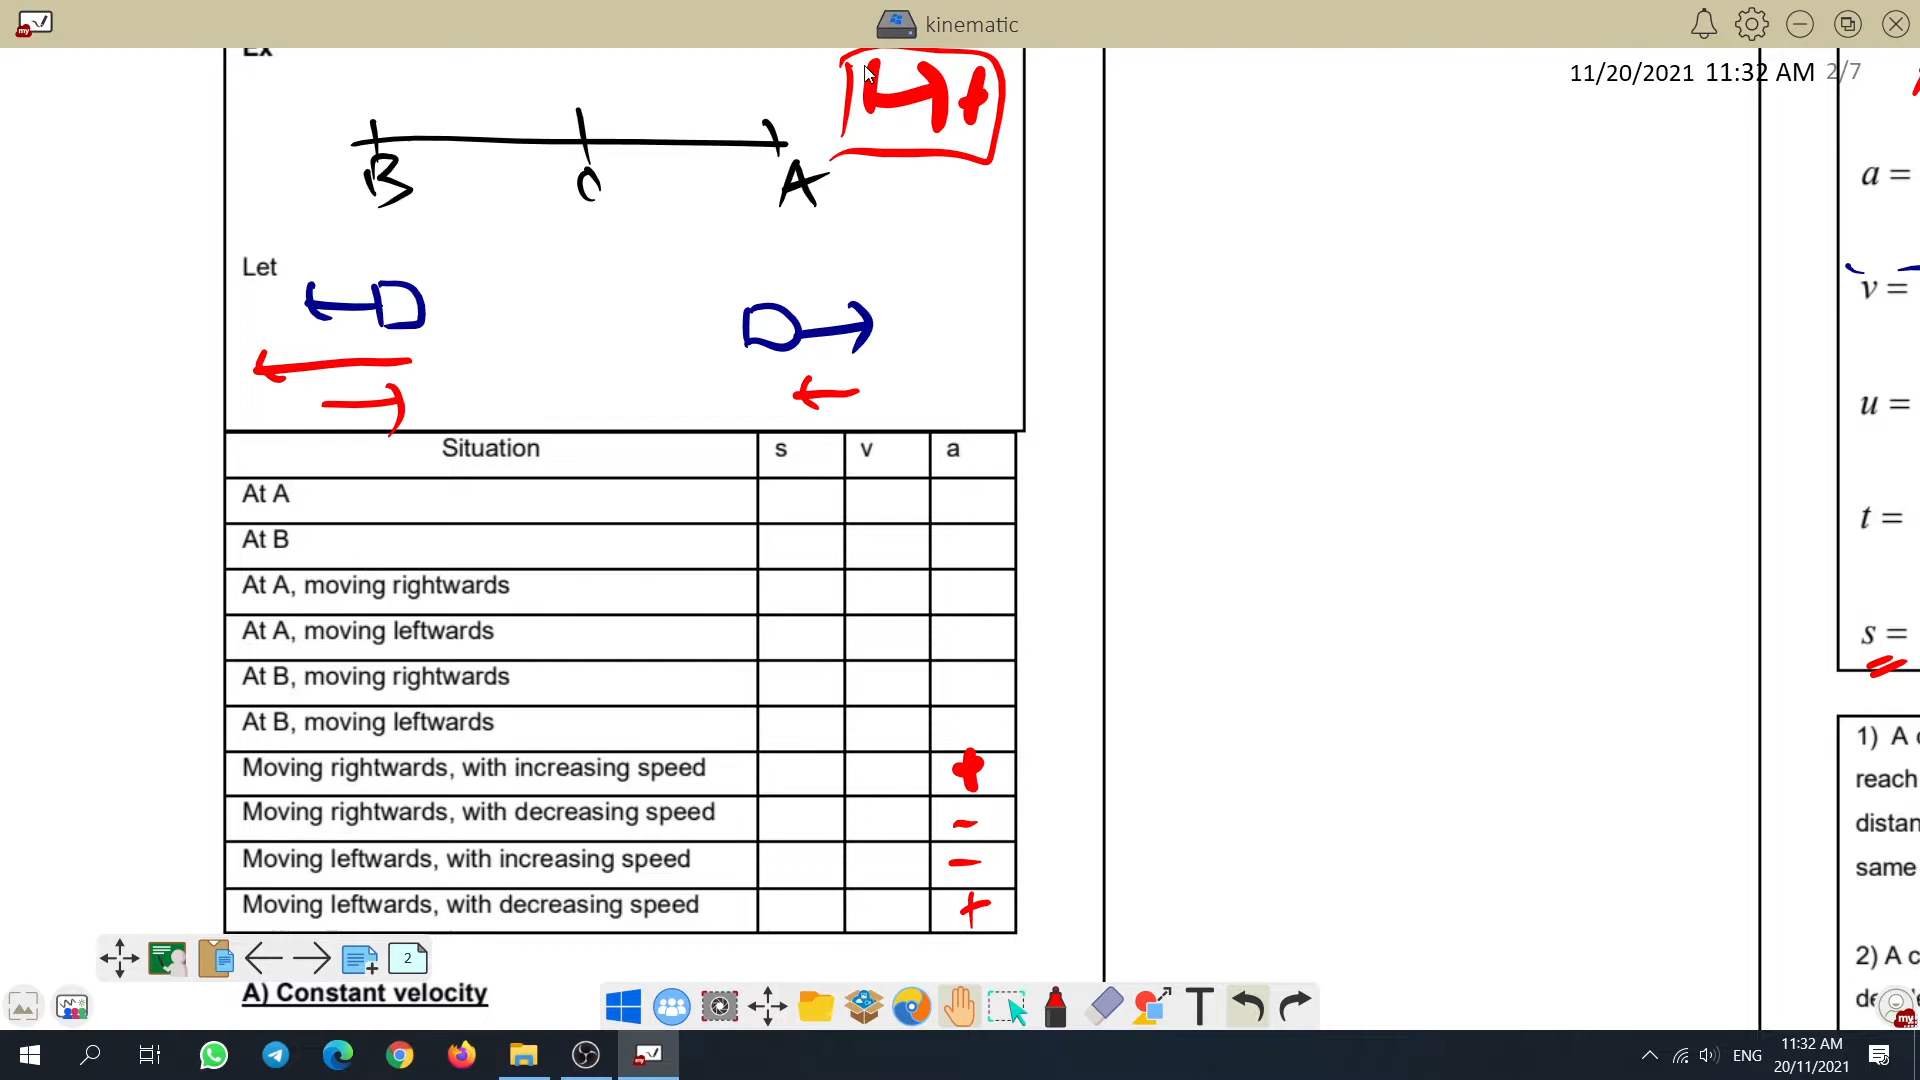 kinematic
Ex
+
11/20/2021 11:32 AM 2/7
B
O
A
Let
a =
v =
u =
t =
s =
Situation s v a
At A
At B
At A, moving rightwards
At A, moving leftwards
At B, moving rightwards
At B, moving leftwards
Moving rightwards, with increasing speed +
Moving rightwards, with decreasing speed -
Moving leftwards, with increasing speed -
Moving leftwards, with decreasing speed +
A) Constant velocity
1) A
reach
same
2) A
2
T
my
my
ENG
11:32 AM
20/11/2021